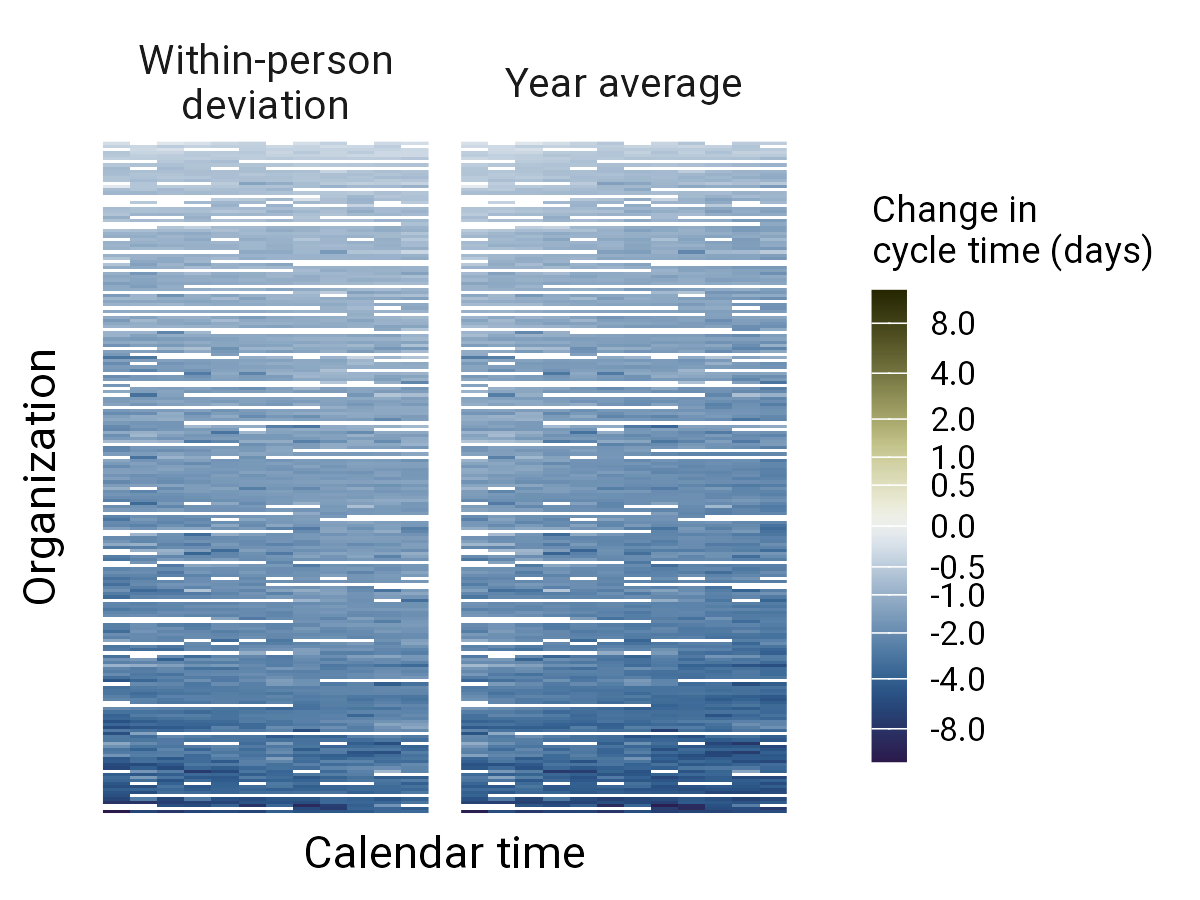 Within-person
deviation
Year average
Organization
Calendar time
Change in
cycle time (days)
8.0
4.0
2.0
1.0
0.5
0.0
-0.5
-1.0
-2.0
-4.0
-8.0